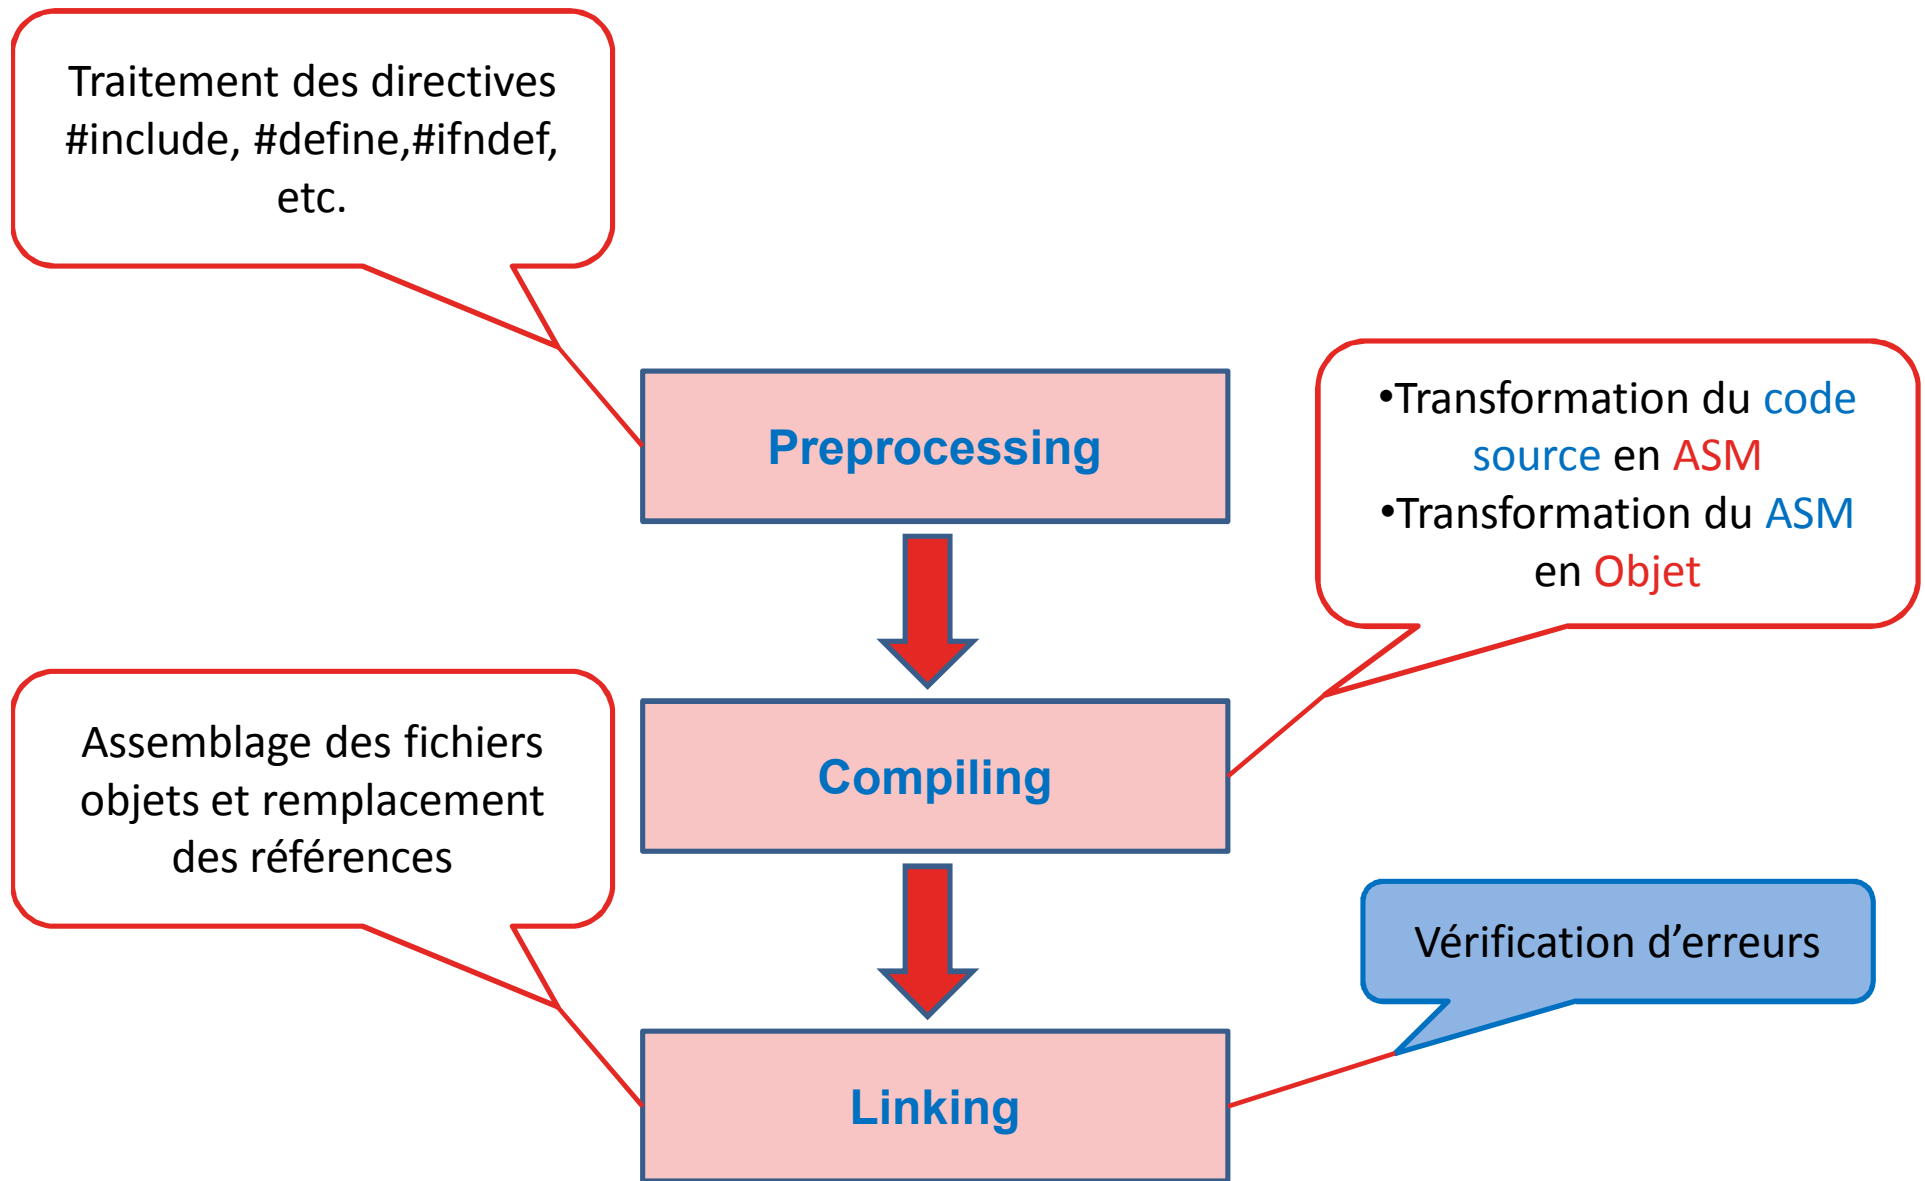 Traitement des directives
#include, #define,#ifndef,
etc.
Preprocessing
•Transformation du code
source en ASM
•Transformation du ASM
en Objet
Compiling
Assemblage des fichiers
objets et remplacement
des références
Vérification d’erreurs
Linking